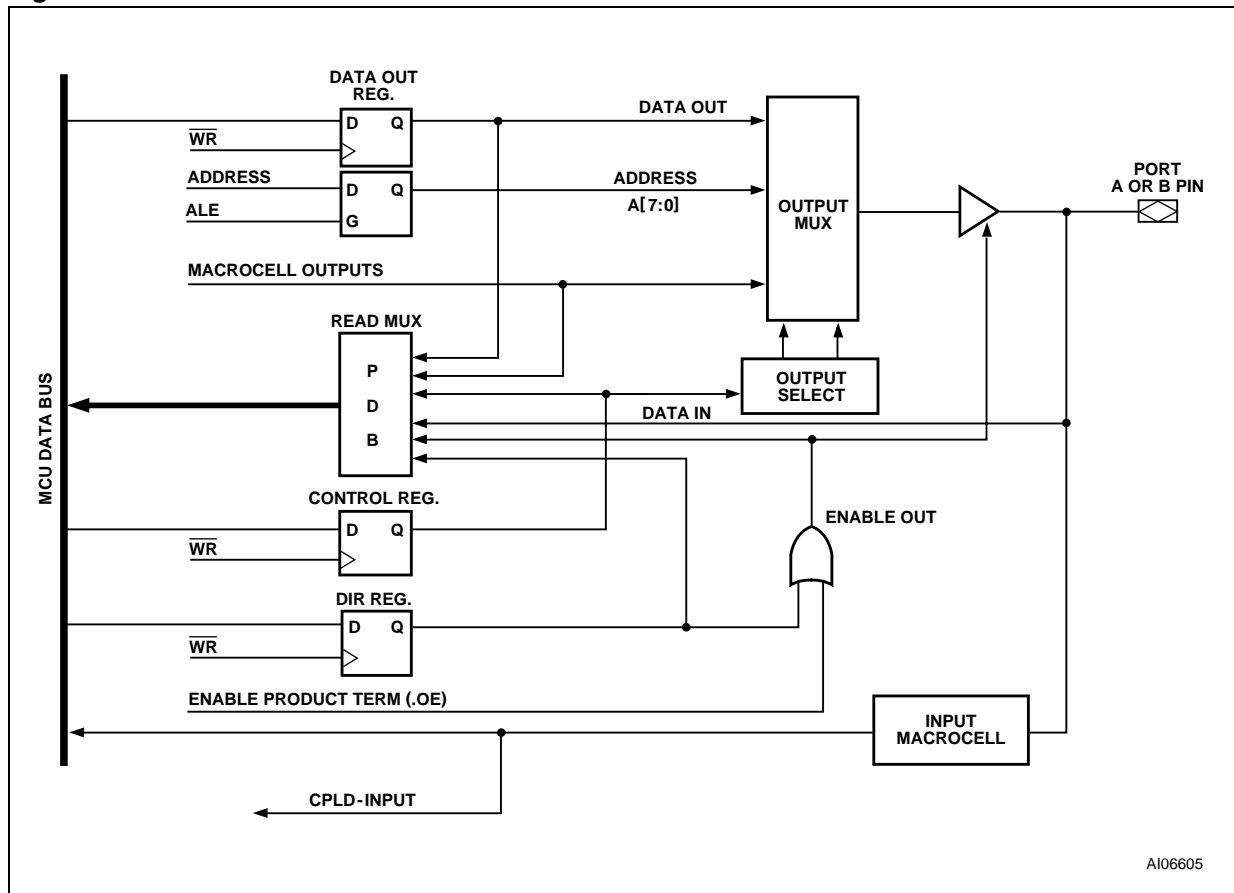 DATA OUT
REG.
D Q
WR
DATA OUT
ADDRESS
ALE
D Q
G
ADDRESS
A[7:0]
OUTPUT
MUX
PORT
A OR B PIN
MACROCELL OUTPUTS
READ MUX
P
D
B
OUTPUT
SELECT
DATA IN
MCU DATA BUS
CONTROL REG.
D Q
WR
ENABLE OUT
DIR REG.
D Q
WR
ENABLE PRODUCT TERM (.OE)
INPUT
MACROCELL
CPLD-INPUT
AI06605